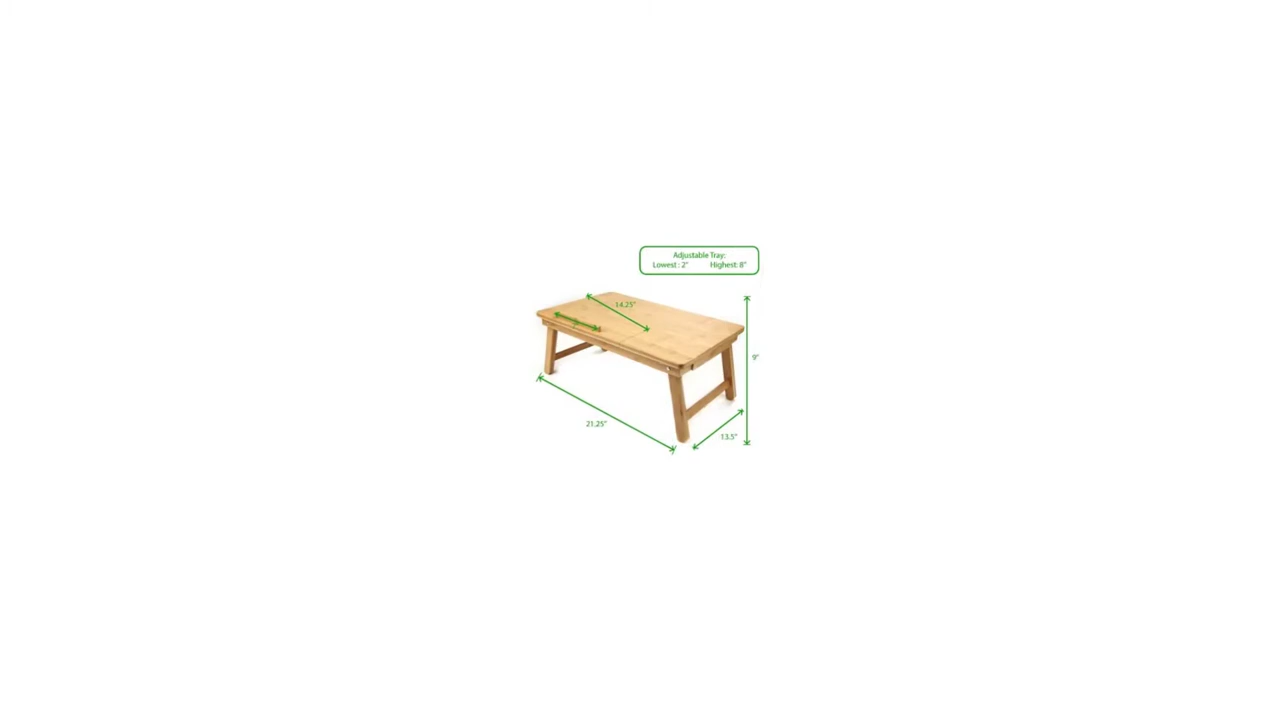 Adjustable Tray:
Lowest : 2" Highest: 8"
14.25"
9"
21,25"
13.5"